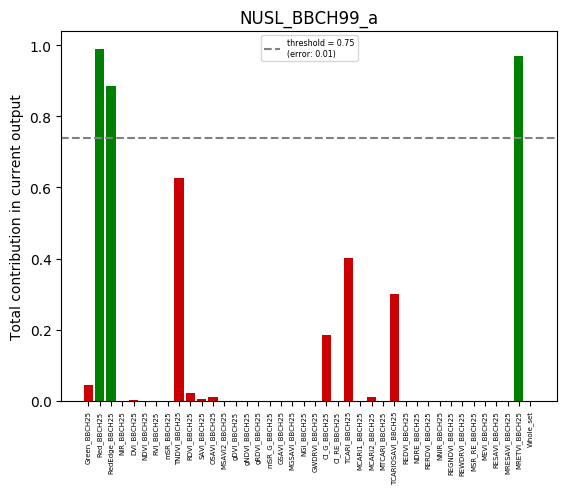 NUSL_BBCH99_a
threshold = 0.75
(error: 0.01)
Total contribution in current output
1.0
0.8
0.6
0.4
0.2
0.0
Green_BBCH25
Red_BBCH25
RedEdge_BBCH25
NIR_BBCH25
DVI_BBCH25
NDVI_BBCH25
RVI_BBCH25
mSR_BBCH25
TNDVI_BBCH25
RDVI_BBCH25
SAVI_BBCH25
OSAVI_BBCH25
MSAVI2_BBCH25
gDVI_BBCH25
gNDVI_BBCH25
gRDVI_BBCH25
mSR_G_BBCH25
GSAVI_BBCH25
MGSAVI_BBCH25
NGI_BBCH25
GWDRVI_BBCH25
CI_G_BBCH25
CI_RE_BBCH25
TCARI_BBCH25
MCARI1_BBCH25
MCARI2_BBCH25
MTCARI_BBCH25
TCARIOSAVI_BBCH25
REDVI_BBCH25
NDRE_BBCH25
RERDVI_BBCH25
NNIR_BBCH25
REGNDVI_BBCH25
REWDRVI_BBCH25
MSR_RE_BBCH25
MEVI_BBCH25
RESAVI_BBCH25
MRESAVI_BBCH25
MRETVI_BBCH25
Whole_set